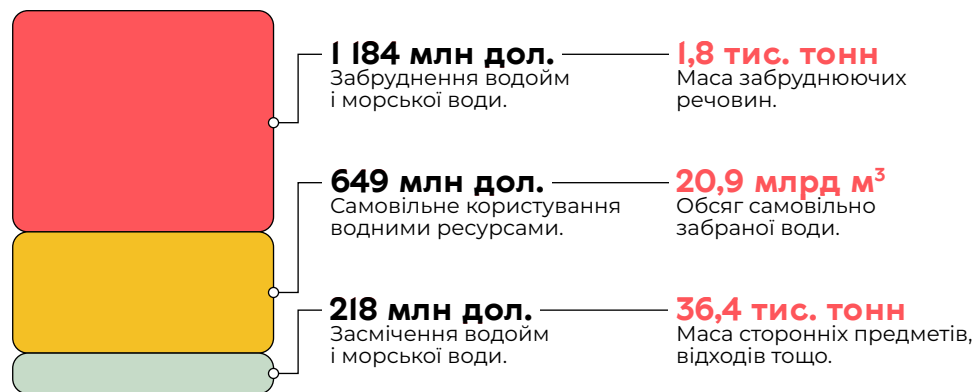 1 184 млн дол.
Забруднення водойм
і морської води.
1,8 тис. тонн
Маса забруднюючих
речовин.
649 млн дол.
Самовільне користування
водними ресурсами.
20,9 млрд м³
Обсяг самовільно
забраної води.
218 млн дол.
Засмічення водойм
і морської води.
36,4 тис. тонн
Маса сторонніх предметів,
відходів тощо.